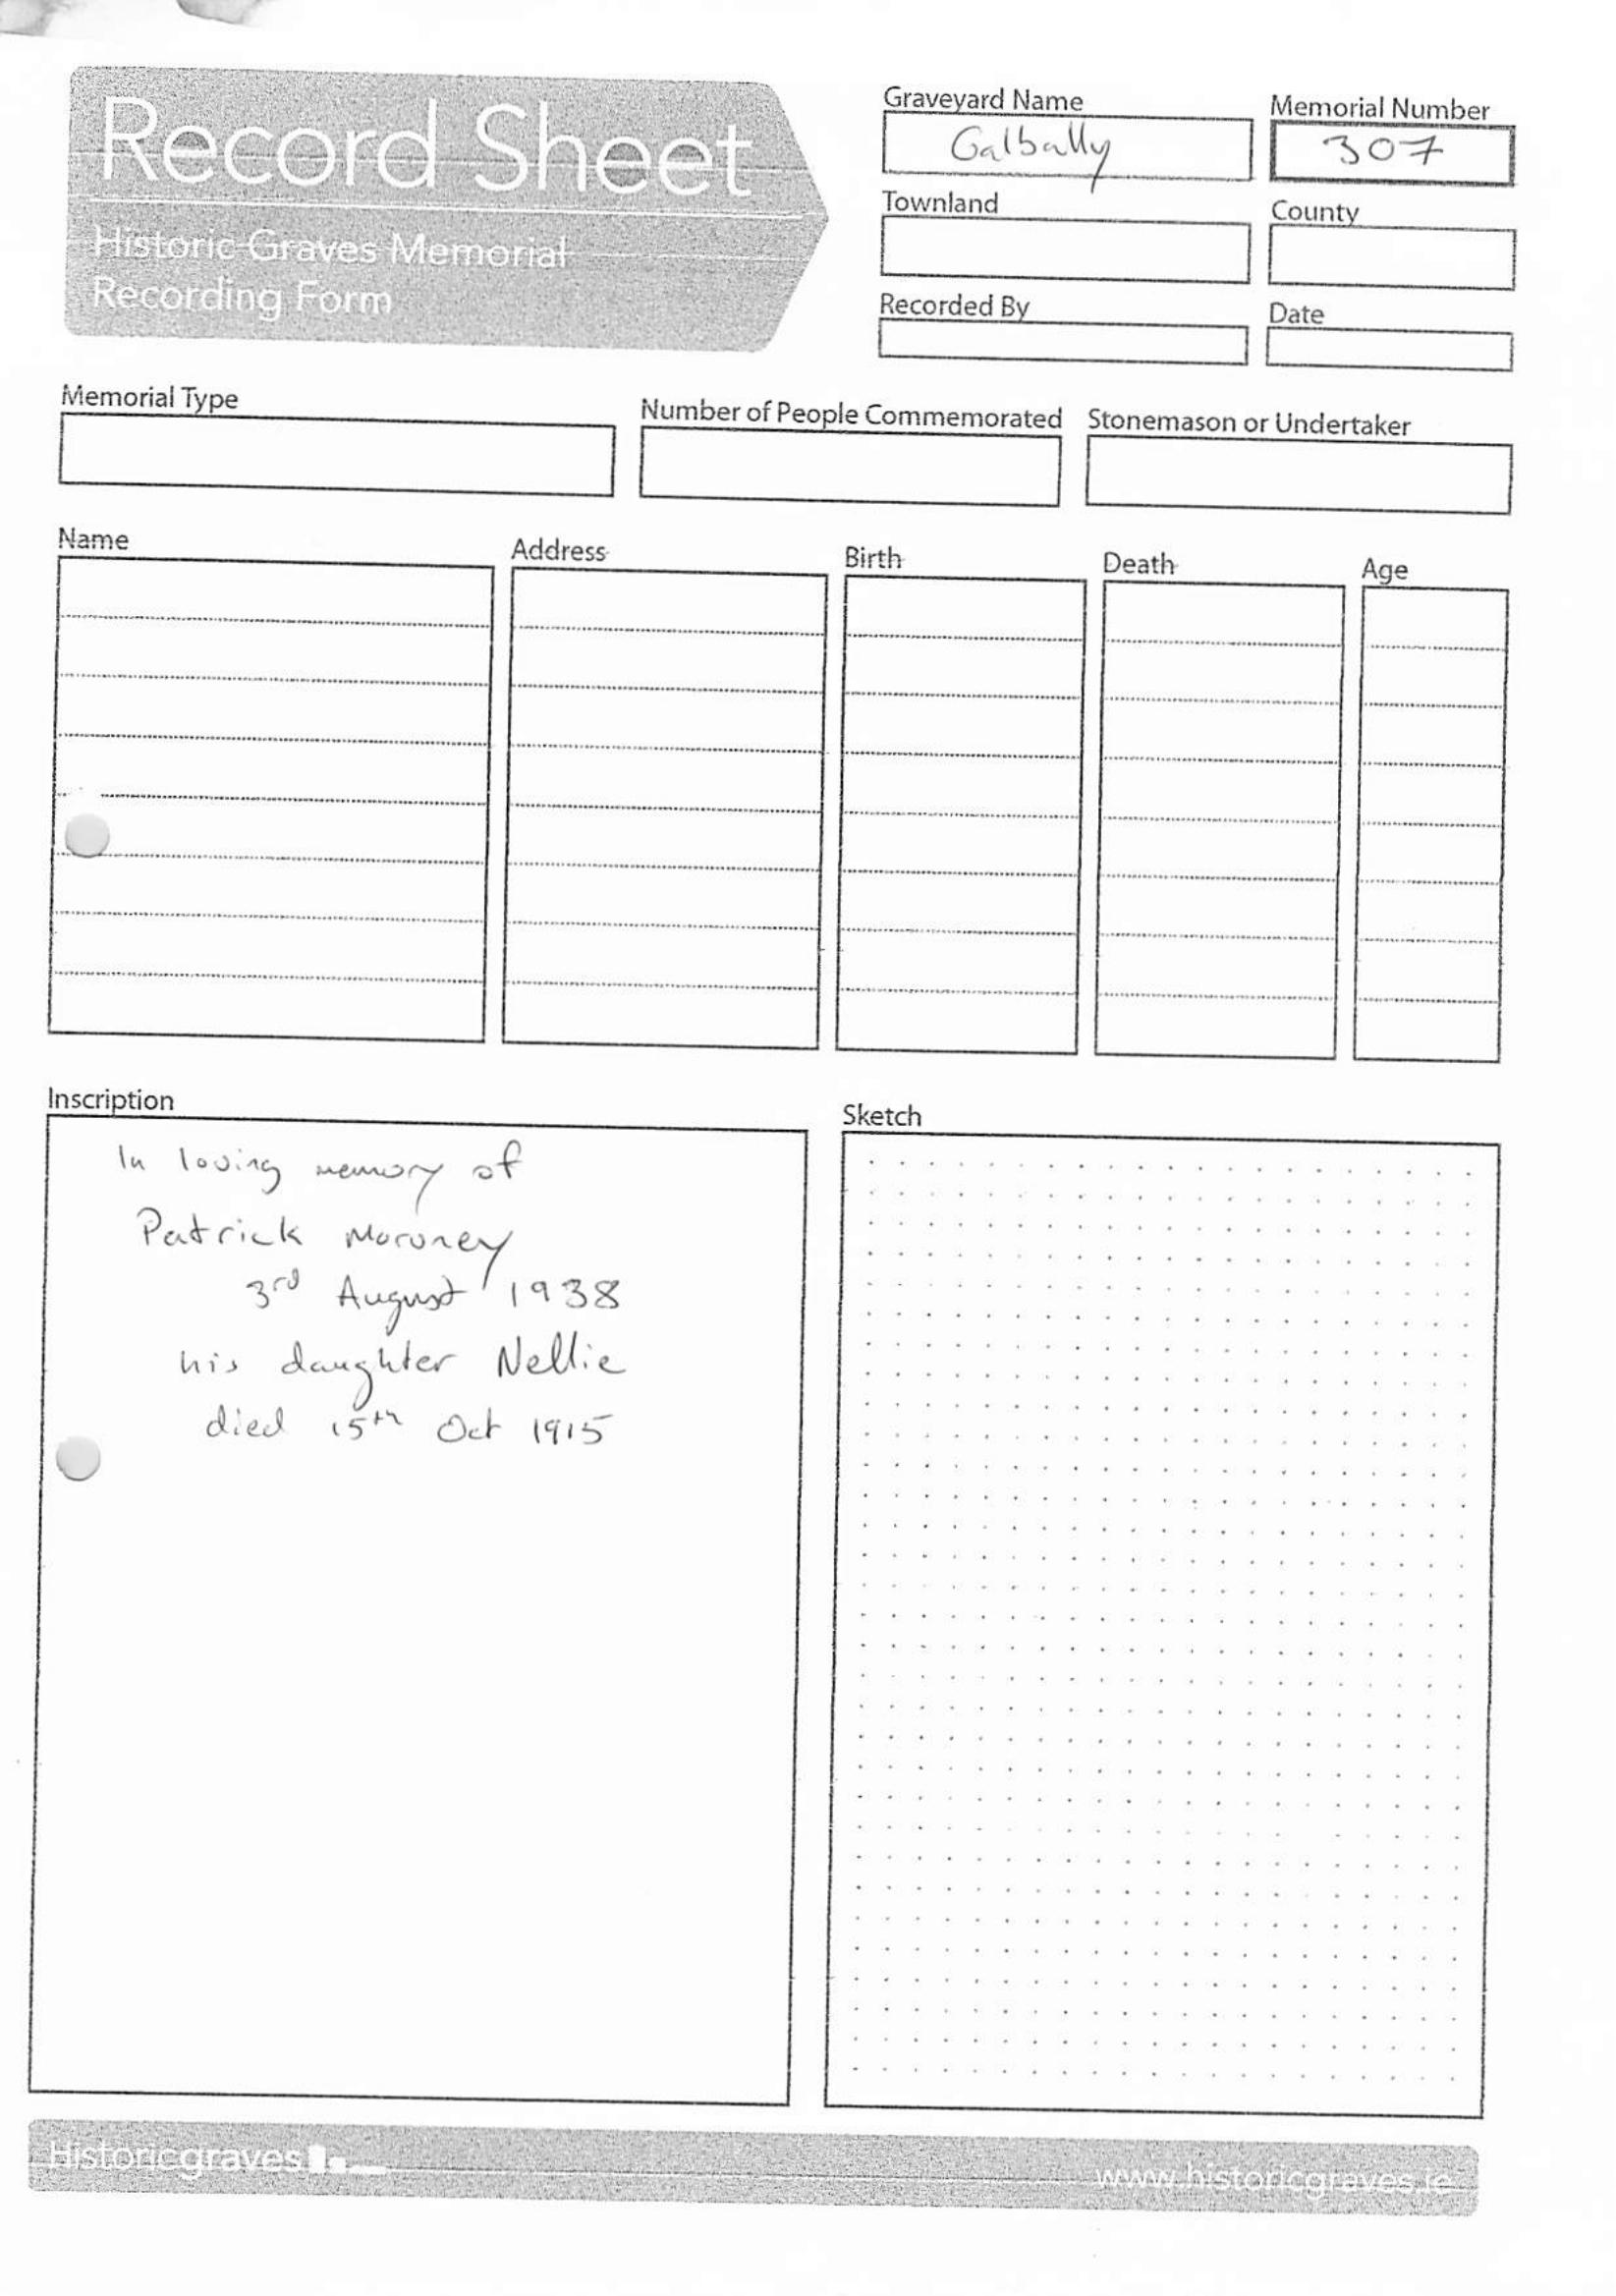 Record Sheet
Historic Graves Memorial
Recording Form
Graveyard Name
Galbally
Memorial Number
307
Townland
County
Recorded By
Date
Memorial Type
Number of People Commemorated
Stonemason or Undertaker
Name
Address
Birth
Death
Age
Inscription
In loving memory of
Patrick Moroney
3rd August 1938
his daughter Nellie
died 15th Oct 1915
Sketch
Historicgraves
www.historicgraves.ie